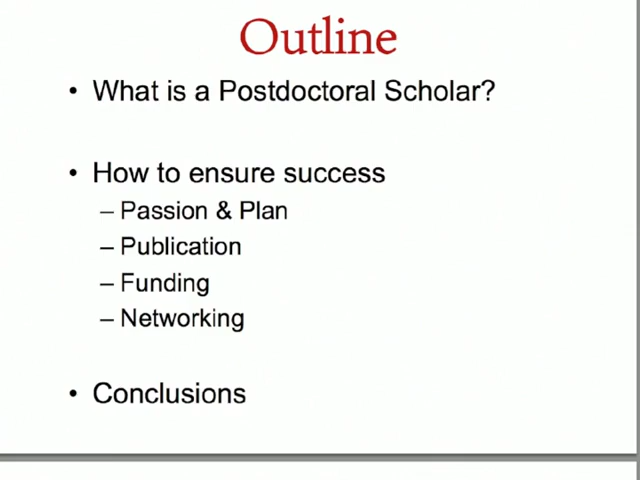 Outline
• What is a Postdoctoral Scholar?
• How to ensure success
– Passion & Plan
– Publication
– Funding
– Networking
• Conclusions